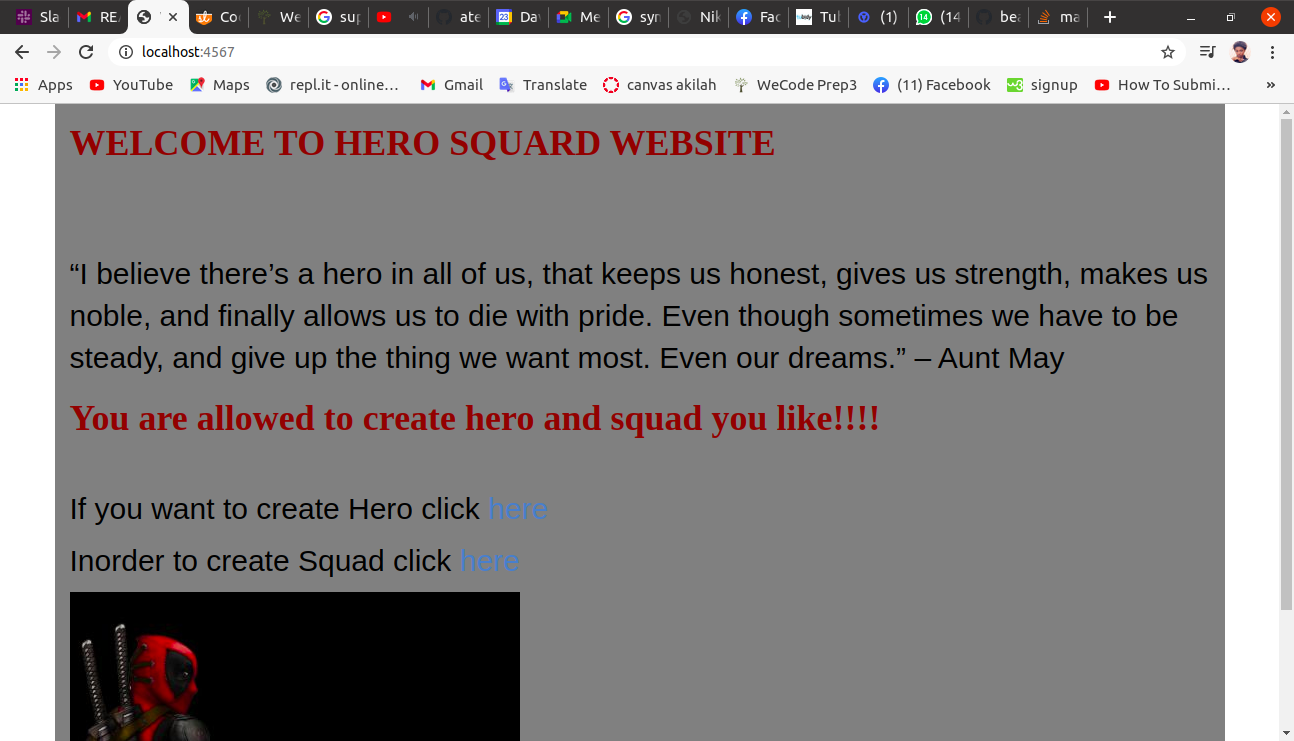 Sla
REA
Co
We
sup
ate
Da
Me
syn
Nik
Fac
Tul
(1)
14
(14
bea
ma
localhost:4567
Apps
YouTube
Maps
repl.it - online…
Gmail
Translate
canvas akilah
WeCode Prep3
(11) Facebook
signup
How To Submi…
»
WELCOME TO HERO SQUARD WEBSITE
“I believe there’s a hero in all of us, that keeps us honest, gives us strength, makes us
noble, and finally allows us to die with pride. Even though sometimes we have to be
steady, and give up the thing we want most. Even our dreams.” – Aunt May
You are allowed to create hero and squad you like!!!!
If you want to create Hero click here
Inorder to create Squad click here